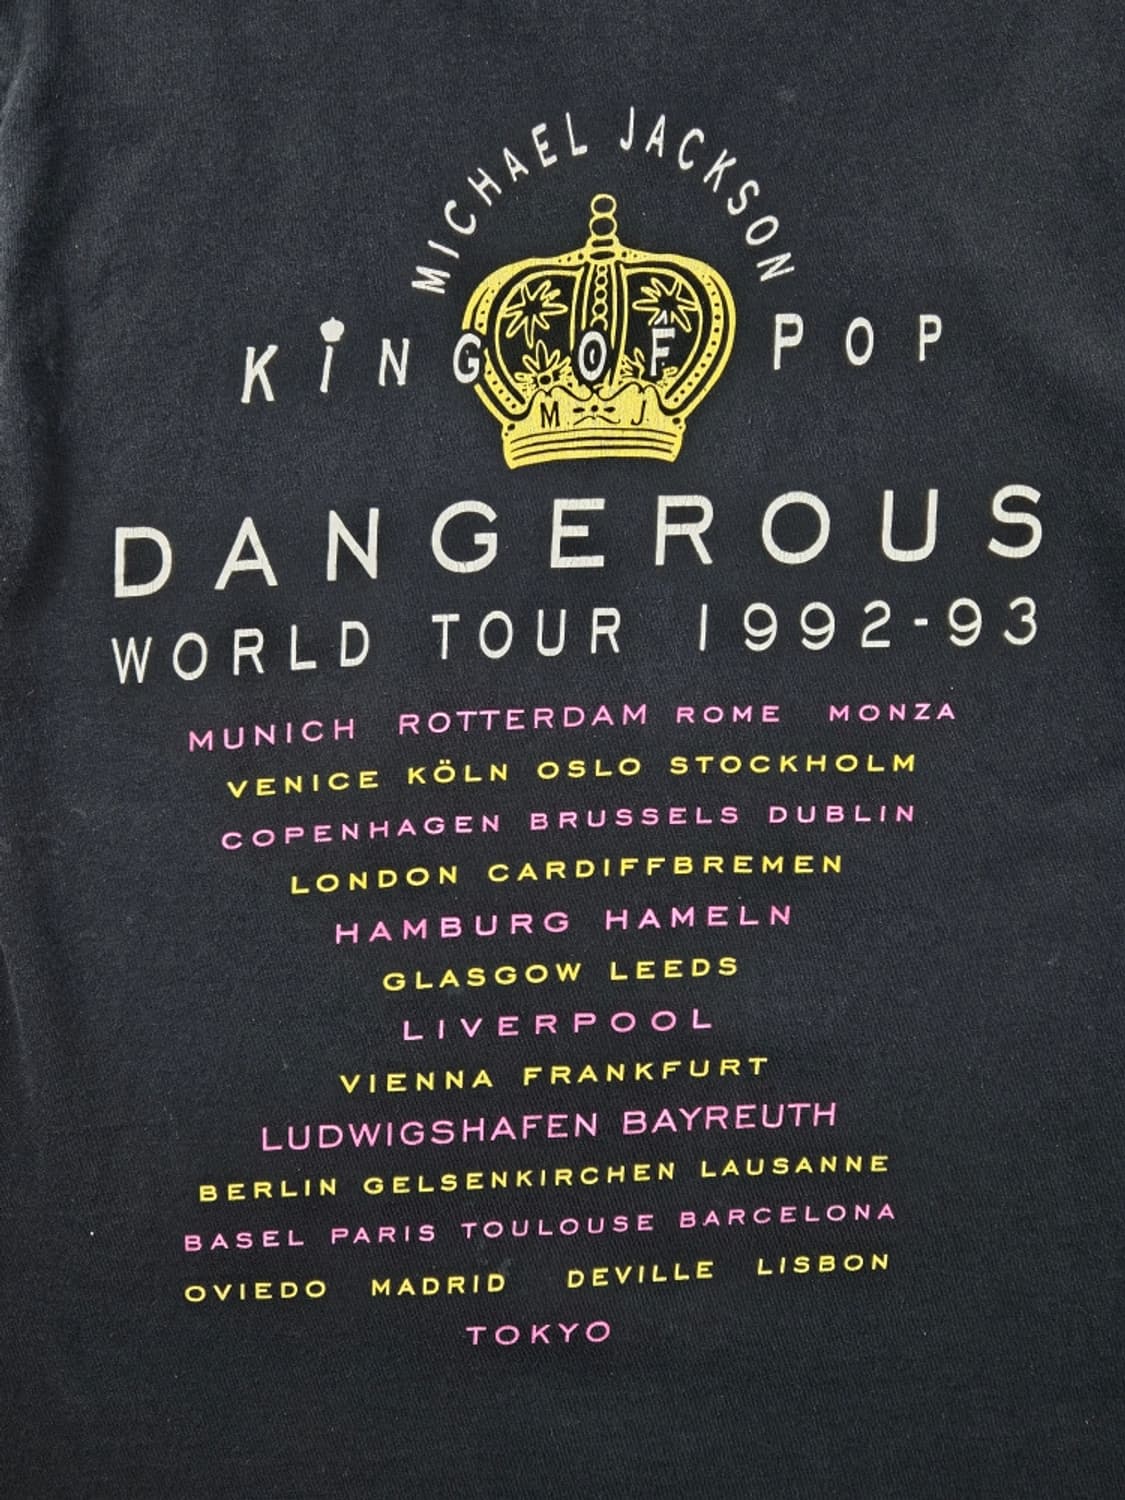 MICHAEL JACKSON
KiNG OF POP
M J.
DANGEROUS
WORLD TOUR 1992-93
MUNICH ROTTERDAM ROME MONZA
VENICE KÖLN OSLO STOCKHOLM
COPENHAGEN BRUSSELS DUBLIN
LONDON CARDIFFBREMEN
HAMBURG HAMELN
GLASGOW LEEDS
LIVERPOOL
VIENNA FRANKFURT
LUDWIGSHAFEN BAYREUTH
BERLIN GELSENKIRCHEN LAUSANNE
BASEL PARIS TOULOUSE BARCELONA
OVIEDO MADRID DEVILLE LISBON
TOKYO